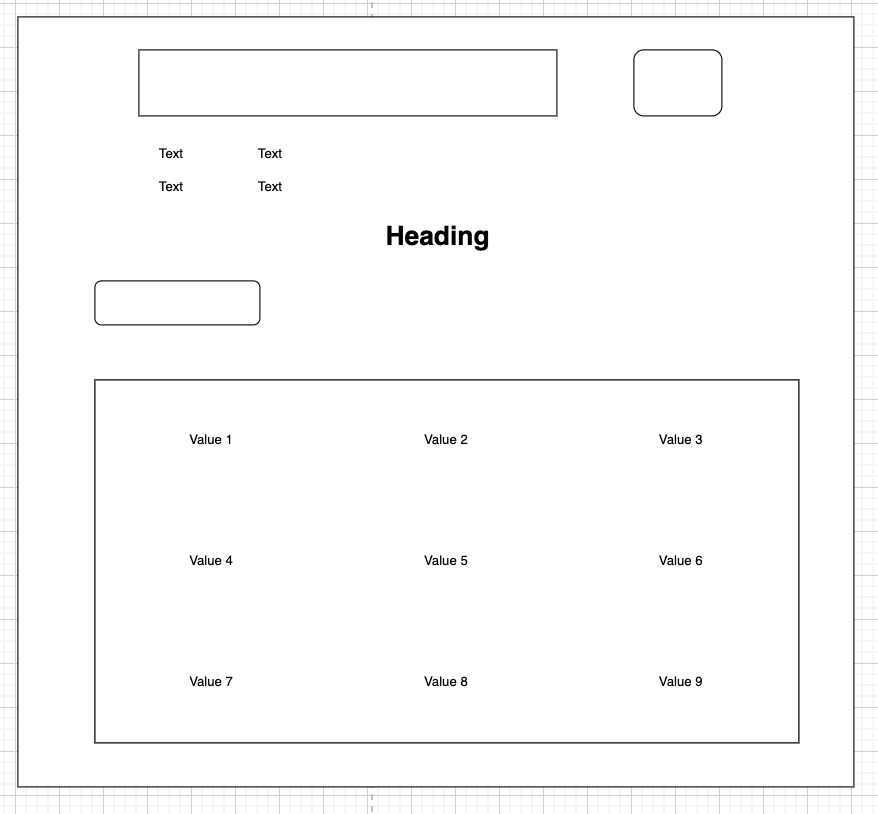 Text Text
Text Text
Heading
Value 1 Value 2 Value 3
Value 4 Value 5 Value 6
Value 7 Value 8 Value 9